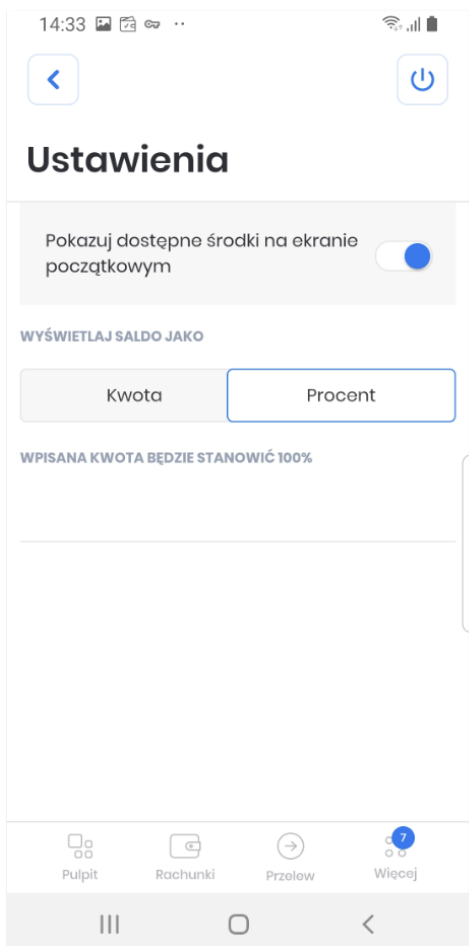 14:33
Ustawienia
Pokazuj dostępne środki na ekranie
początkowym
WYŚWIETLAJ SALDO JAKO
Kwota Procent
WPISANA KWOTA BĘDZIE STANOWIĆ 100%
7
Pulpit Rachunki Przelew Więcej